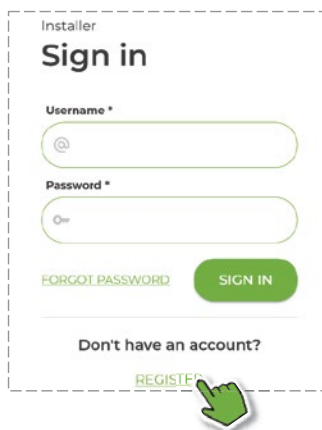 Installer
Sign in
Username *
@
Password *
FORGOT PASSWORD
SIGN IN
Don't have an account?
REGISTER